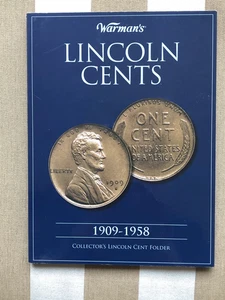 Warman's
LINCOLN
CENTS
ONE
CENT
UNITED STATES
OF AMERICA
LIBERTY
1909
1909-1958
COLLECTOR'S LINCOLN CENT FOLDER